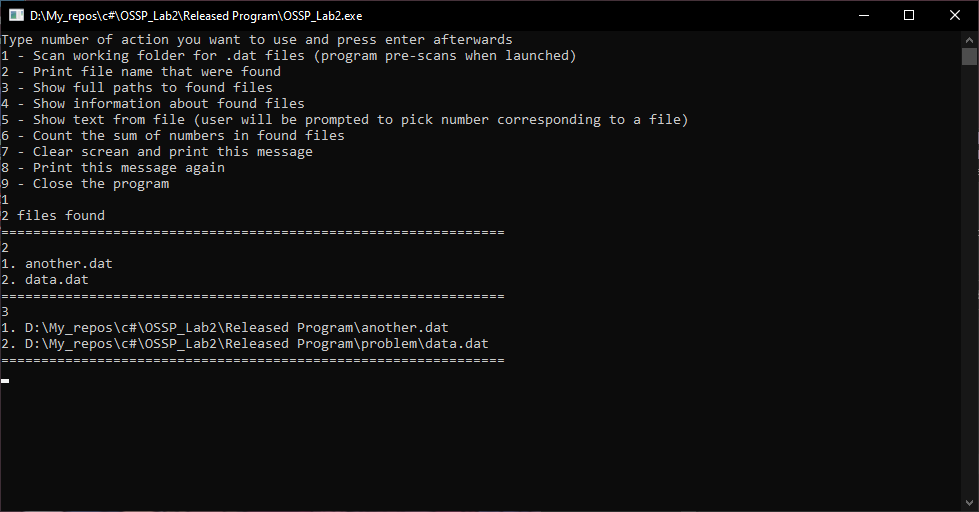 D:\My_repos\c#\OSSP_Lab2\Released Program\OSSP_Lab2.exe
Type number of action you want to use and press enter afterwards
1 - Scan working folder for .dat files (program pre-scans when launched)
2 - Print file name that were found
3 - Show full paths to found files
4 - Show information about found files
5 - Show text from file (user will be prompted to pick number corresponding to a file)
6 - Count the sum of numbers in found files
7 - Clear screan and print this message
8 - Print this message again
9 - Close the program
1
2 files found
===============================================================
2
1. another.dat
2. data.dat
===============================================================
3
1. D:\My_repos\c#\OSSP_Lab2\Released Program\another.dat
2. D:\My_repos\c#\OSSP_Lab2\Released Program\problem\data.dat
===============================================================